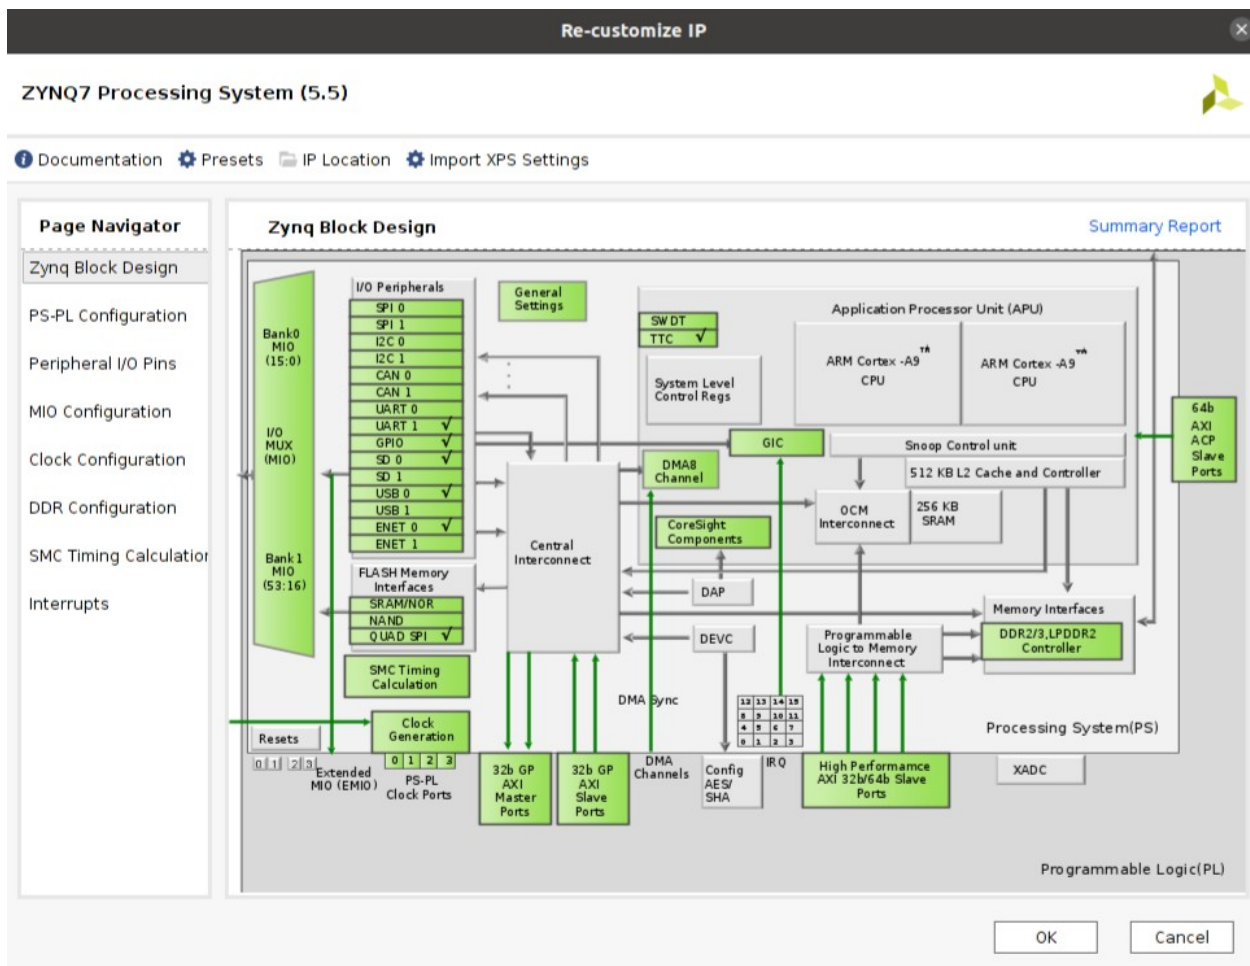 Re-customize IP
ZYNQ7 Processing System (5.5)
Documentation Presets IP Location Import XPS Settings
Page Navigator
Zynq Block Design
PS-PL Configuration
Peripheral I/O Pins
MIO Configuration
Clock Configuration
DDR Configuration
SMC Timing Calculation
Interrupts
Zynq Block Design
Summary Report
Bank0
MIO
(15:0)
I/O
MUX
(MIO)
Bank1
MIO
(53:16)
I/O Peripherals
SPI 0
SPI 1
I2C 0
I2C 1
CAN 0
CAN 1
UART 0
UART 1 √
GPIO √
SD 0 √
SD 1
USB 0 √
USB 1
ENET 0 √
ENET 1
FLASH Memory
Interfaces
SRAM/NOR
NAND
QUAD SPI √
SMC Timing
Calculation
Clock
Generation
Resets
0 1 2 3
Extended
MIO (EMIO)
0 1 2 3
PS-PL
Clock Ports
General
Settings
Central
Interconnect
32b GP
AXI
Master
Ports
32b GP
AXI
Slave
Ports
Application Processor Unit (APU)
SWDT
TTC √
System Level
Control Regs
ARM Cortex -A9
CPU
ARM Cortex -A9
CPU
GIC
Snoop Control unit
DMA8
Channel
512 KB L2 Cache and Controller
OCM
Interconnect
256 KB
SRAM
CoreSight
Components
DAP
DEVC
DMA Sync
DMA
Channels
Config
AES/
SHA
12 13 14 15
8 9 10 11
4 5 6 7
0 1 2 3
IRQ
Programmable
Logic to Memory
Interconnect
Memory Interfaces
DDR2/3,LPDDR2
Controller
High Performamce
AXI 32b/64b Slave
Ports
64b
AXI
ACP
Slave
Ports
Processing System(PS)
XADC
Programmable Logic(PL)
OK
Cancel